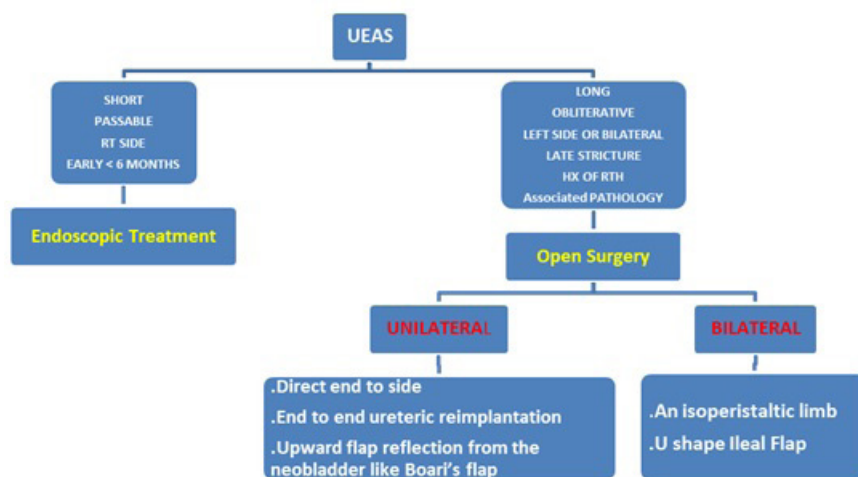 UEAS
SHORT
PASSABLE
RT SIDE
EARLY < 6 MONTHS
Endoscopic Treatment
LONG
OBLITERATIVE
LEFT SIDE OR BILATERAL
LATE STRICTURE
HX OF RTH
Associated PATHOLOGY
Open Surgery
UNILATERAL
.Direct end to side
.End to end ureteric reimplantation
.Upward flap reflection from the
neobladder like Boari's flap
BILATERAL
.An isoperistaltic limb
.U shape Ileal Flap